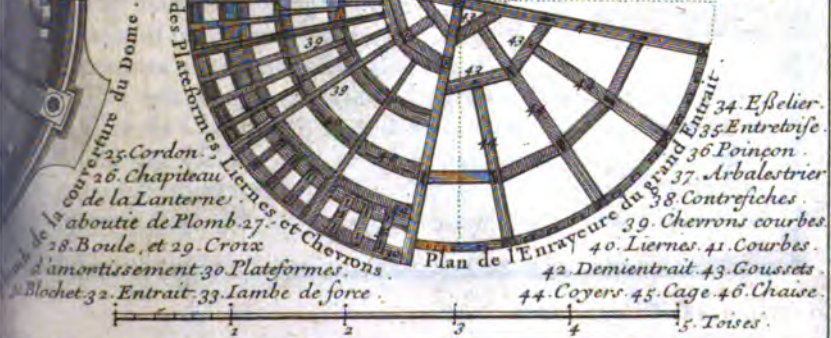 couverture du Dome.
des Plateformes, Liernes et Chevrons.
Plan de l'Enrayeure du grand Entrait.
39
39
43
43
42
44
25. Cordon.
26. Chapiteau
de la Lanterne
aboutie de Plomb. 27.
28. Boule, et 29. Croix
d'amortissement 30. Plateformes.
Blochet 32. Entrait. 33. Iambe de force.
34. Eßelier.
35. Entretoise.
36 Poinçon.
37. Arbalestrier
38. Contrefiches.
39. Chevrons courbes
40. Liernes. 41. Courbes.
42. Demientrait. 43. Goussets.
44. Coyers. 45. Cage 46. Chaise.
1 2 3 4 5. Toises.